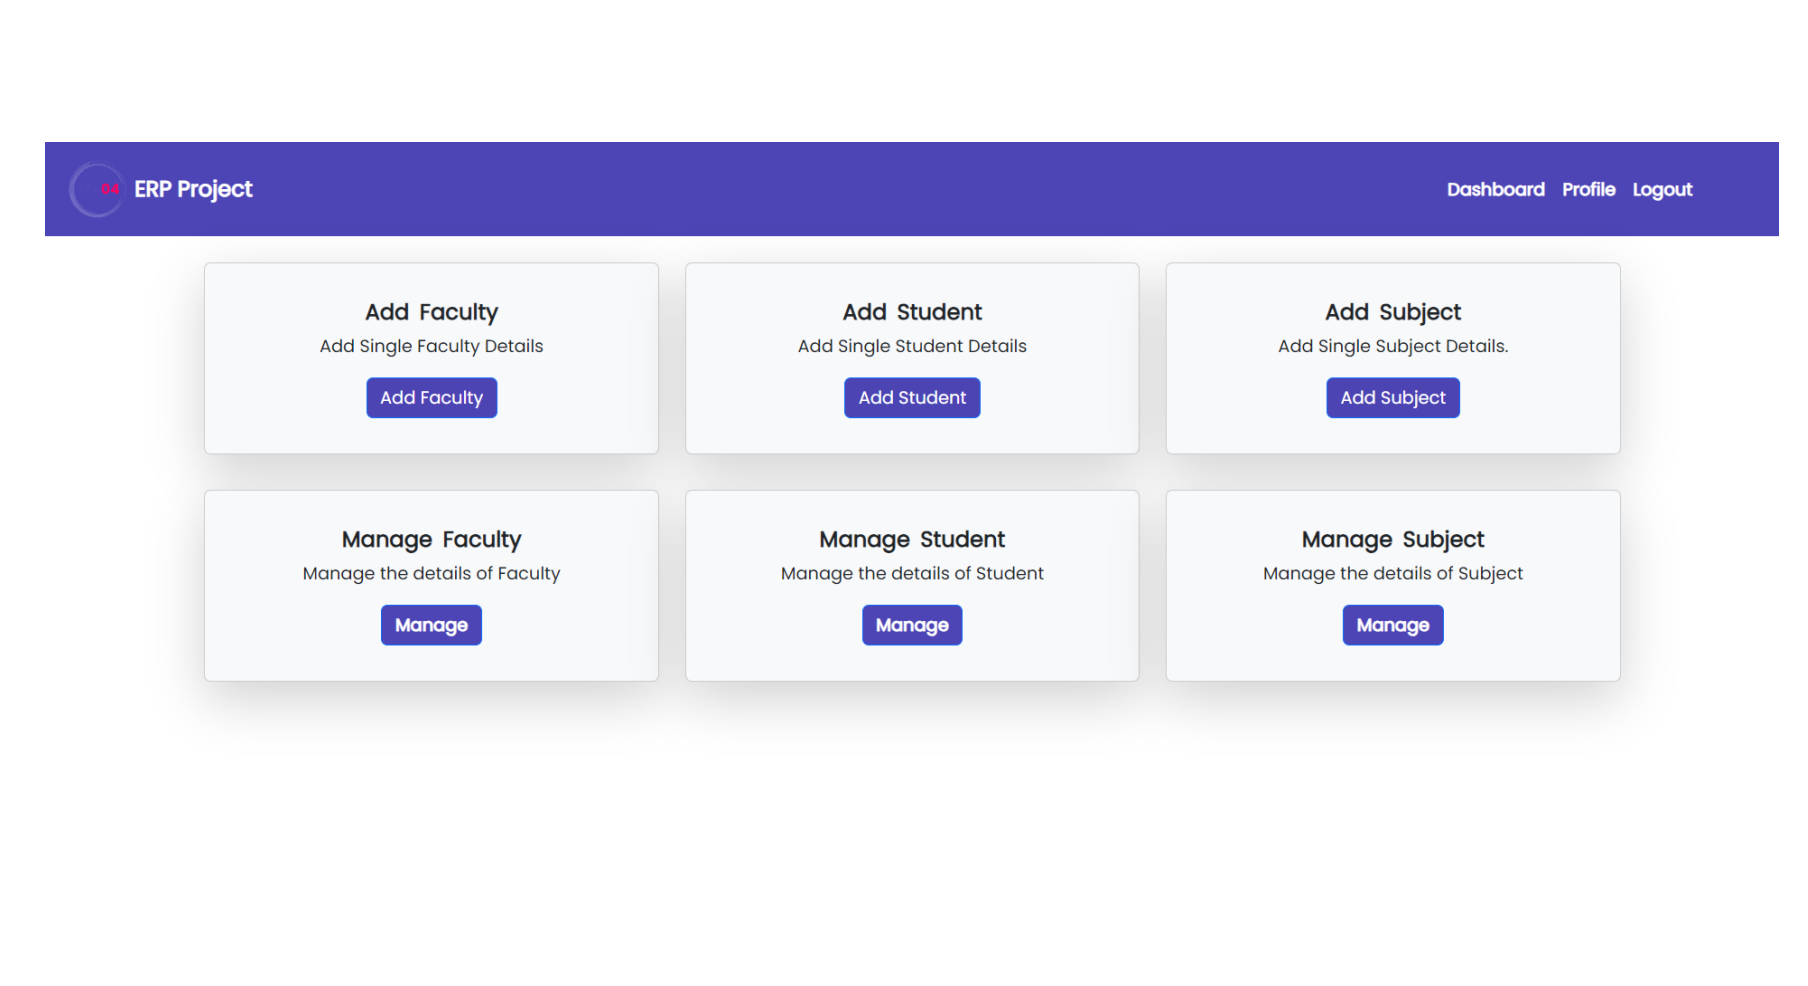 04 ERP Project Dashboard Profile Logout
Add Faculty
Add Single Faculty Details
Add Faculty
Add Student
Add Single Student Details
Add Student
Add Subject
Add Single Subject Details.
Add Subject
Manage Faculty
Manage the details of Faculty
Manage
Manage Student
Manage the details of Student
Manage
Manage Subject
Manage the details of Subject
Manage